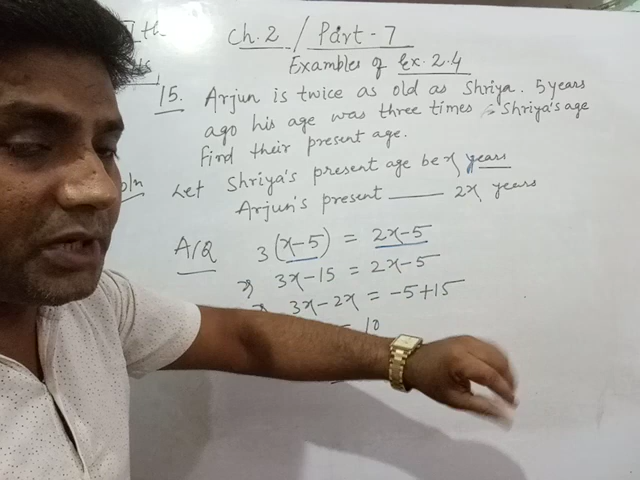 th
Ch.2 / Part-7
Examples of Ex.2.4
15. Arjun is twice as old as Shriya. 5 years
ago his age was three times Shriya's age
Find their present age.
Let Shriya's present age be x years
Arjun's present —— 2x years
A/Q 3(x-5) = 2x-5
⇒ 3x-15 = 2x-5
⇒ 3x-2x = -5+15
= 10